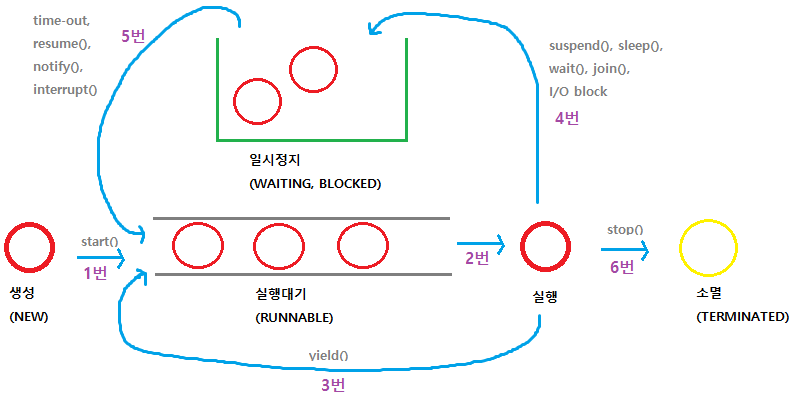 time-out,
resume(),
notify(),
interrupt()
5번
suspend(), sleep(),
wait(), join(),
I/O block
4번
일시정지
(WAITING, BLOCKED)
start()
1번
2번
stop()
6번
생성
(NEW)
실행대기
(RUNNABLE)
실행
소멸
(TERMINATED)
yield()
3번